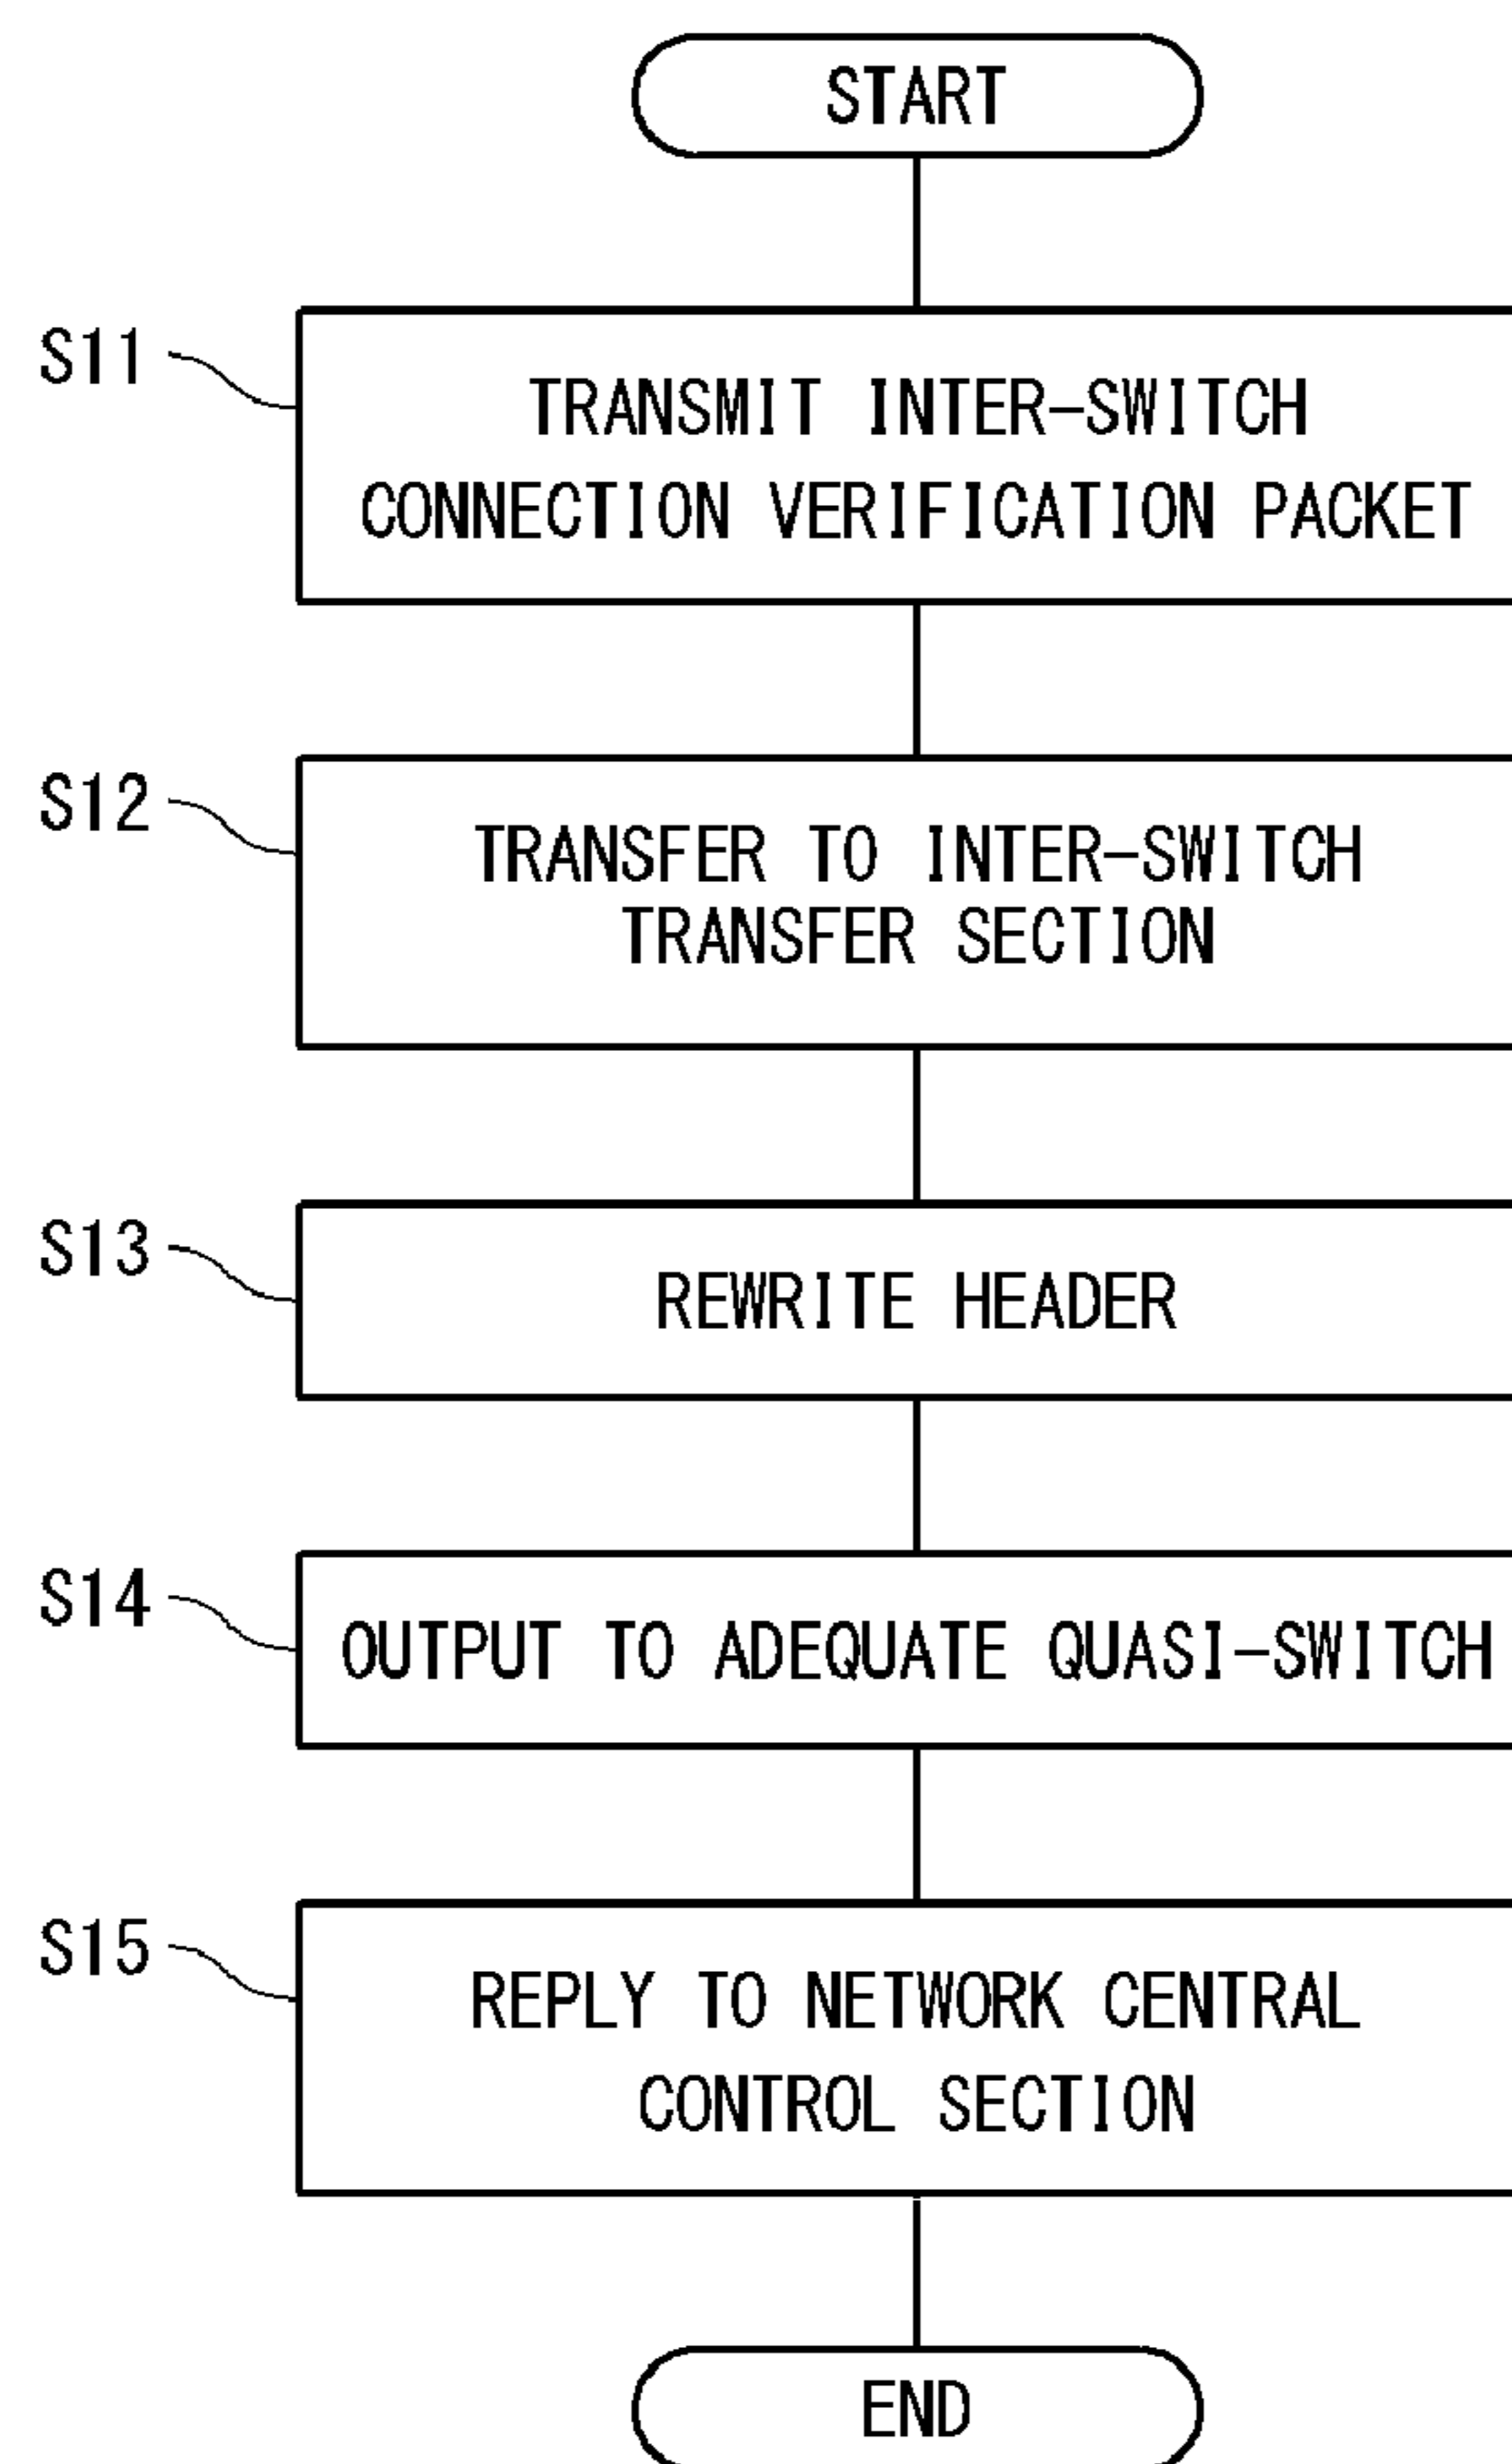 START
S11
TRANSMIT INTER-SWITCH
CONNECTION VERIFICATION PACKET
S12
TRANSFER TO INTER-SWITCH
TRANSFER SECTION
S13
REWRITE HEADER
S14
OUTPUT TO ADEQUATE QUASI-SWITCH
S15
REPLY TO NETWORK CENTRAL
CONTROL SECTION
END